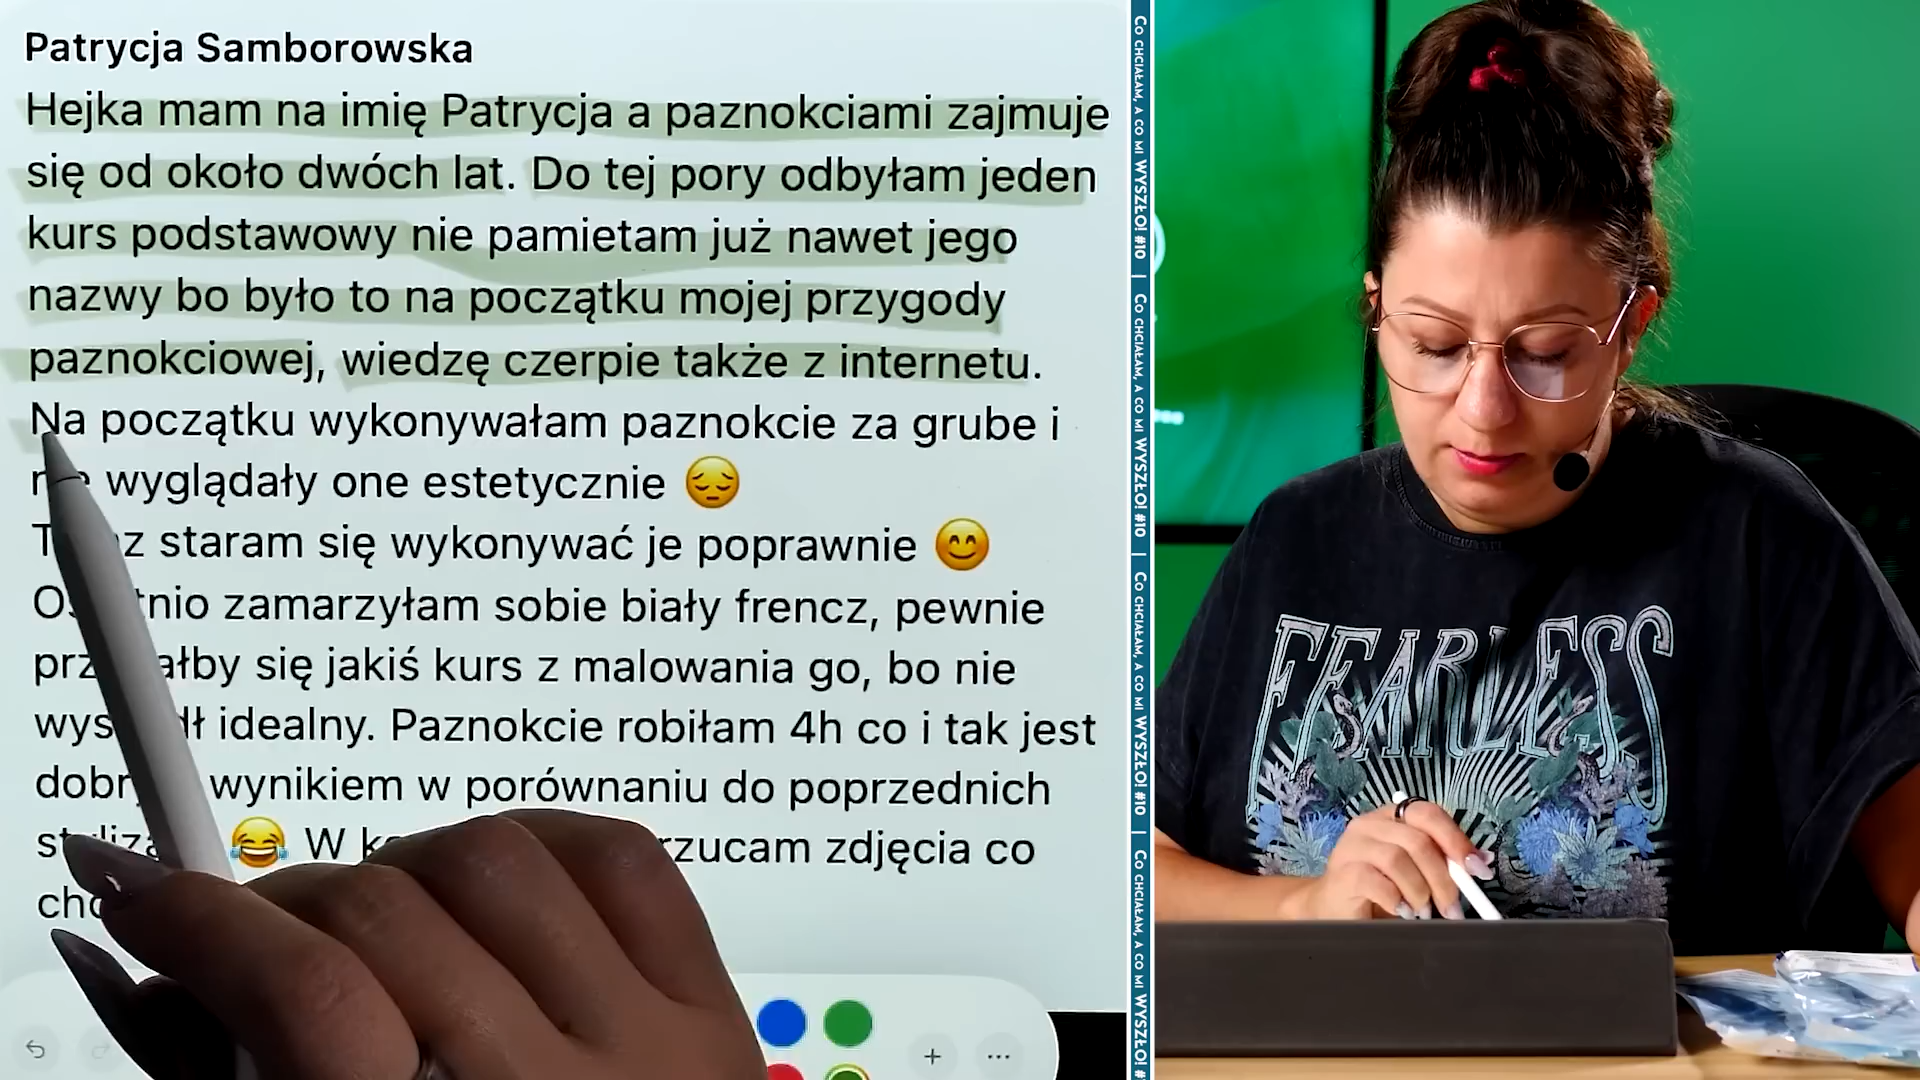 Patrycja Samborowska
Hejka mam na imię Patrycja a paznokciami zajmuje
się od około dwóch lat. Do tej pory odbyłam jeden
kurs podstawowy nie pamietam już nawet jego
nazwy bo było to na początku mojej przygody
paznokciowej, wiedzę czerpie także z internetu.
Na początku wykonywałam paznokcie za grube i
wyglądały one estetycznie 😔
staram się wykonywać je poprawnie 😊
zamarzyłam sobie biały frencz, pewnie
się jakiś kurs z malowania go, bo nie
idealny. Paznokcie robiłam 4h co i tak jest
wynikiem w porównaniu do poprzednich
😂 W zdjęcia co
Co chciałam, a co mi WYSZŁO! #10 | Co chciałam, a co mi WYSZŁO! #10 | Co chciałam, a co mi WYSZŁO! #10 | Co chciałam, a co mi WYSZŁO! #
FEARLESS